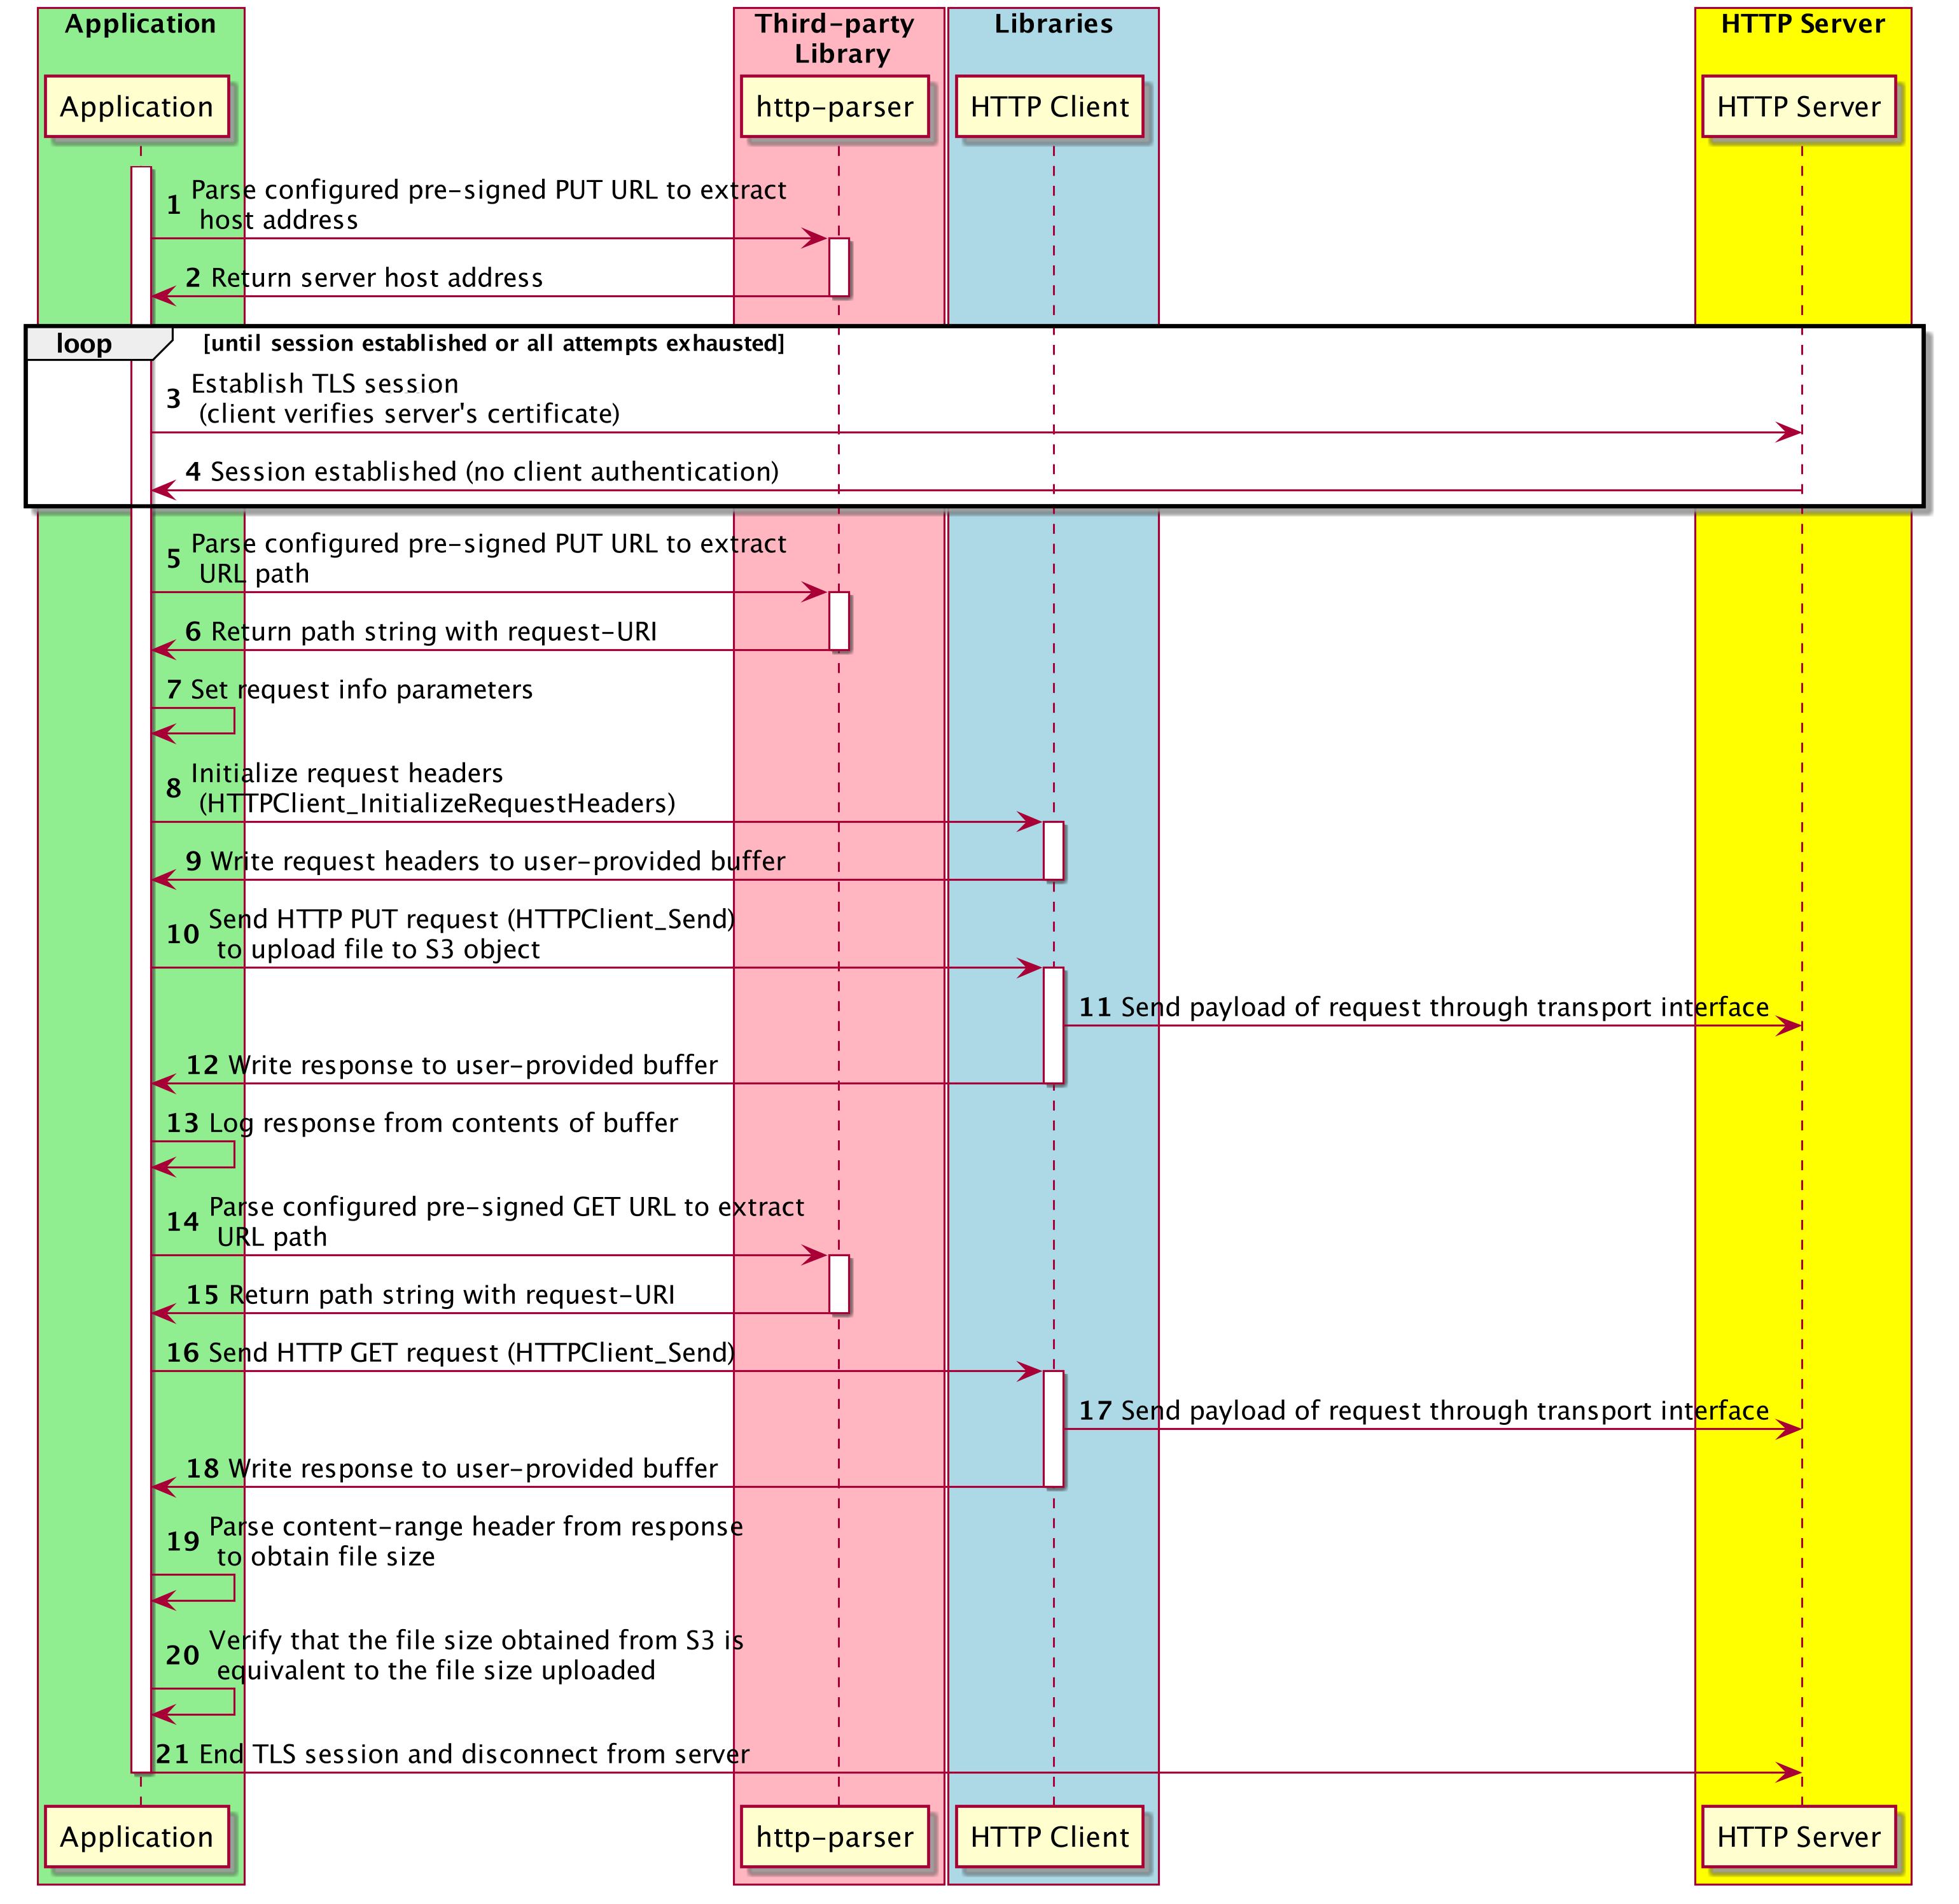 Application
Third-party
Library
Libraries
HTTP Server
Application
http-parser
HTTP Client
HTTP Server
1 Parse configured pre-signed PUT URL to extract
host address
2 Return server host address
loop [until session established or all attempts exhausted]
3 Establish TLS session
(client verifies server's certificate)
4 Session established (no client authentication)
5 Parse configured pre-signed PUT URL to extract
URL path
6 Return path string with request-URI
7 Set request info parameters
8 Initialize request headers
(HTTPClient_InitializeRequestHeaders)
9 Write request headers to user-provided buffer
10 Send HTTP PUT request (HTTPClient_Send)
to upload file to S3 object
11 Send payload of request through transport interface
12 Write response to user-provided buffer
13 Log response from contents of buffer
14 Parse configured pre-signed GET URL to extract
URL path
15 Return path string with request-URI
16 Send HTTP GET request (HTTPClient_Send)
17 Send payload of request through transport interface
18 Write response to user-provided buffer
19 Parse content-range header from response
to obtain file size
20 Verify that the file size obtained from S3 is
equivalent to the file size uploaded
21 End TLS session and disconnect from server
Application
http-parser
HTTP Client
HTTP Server